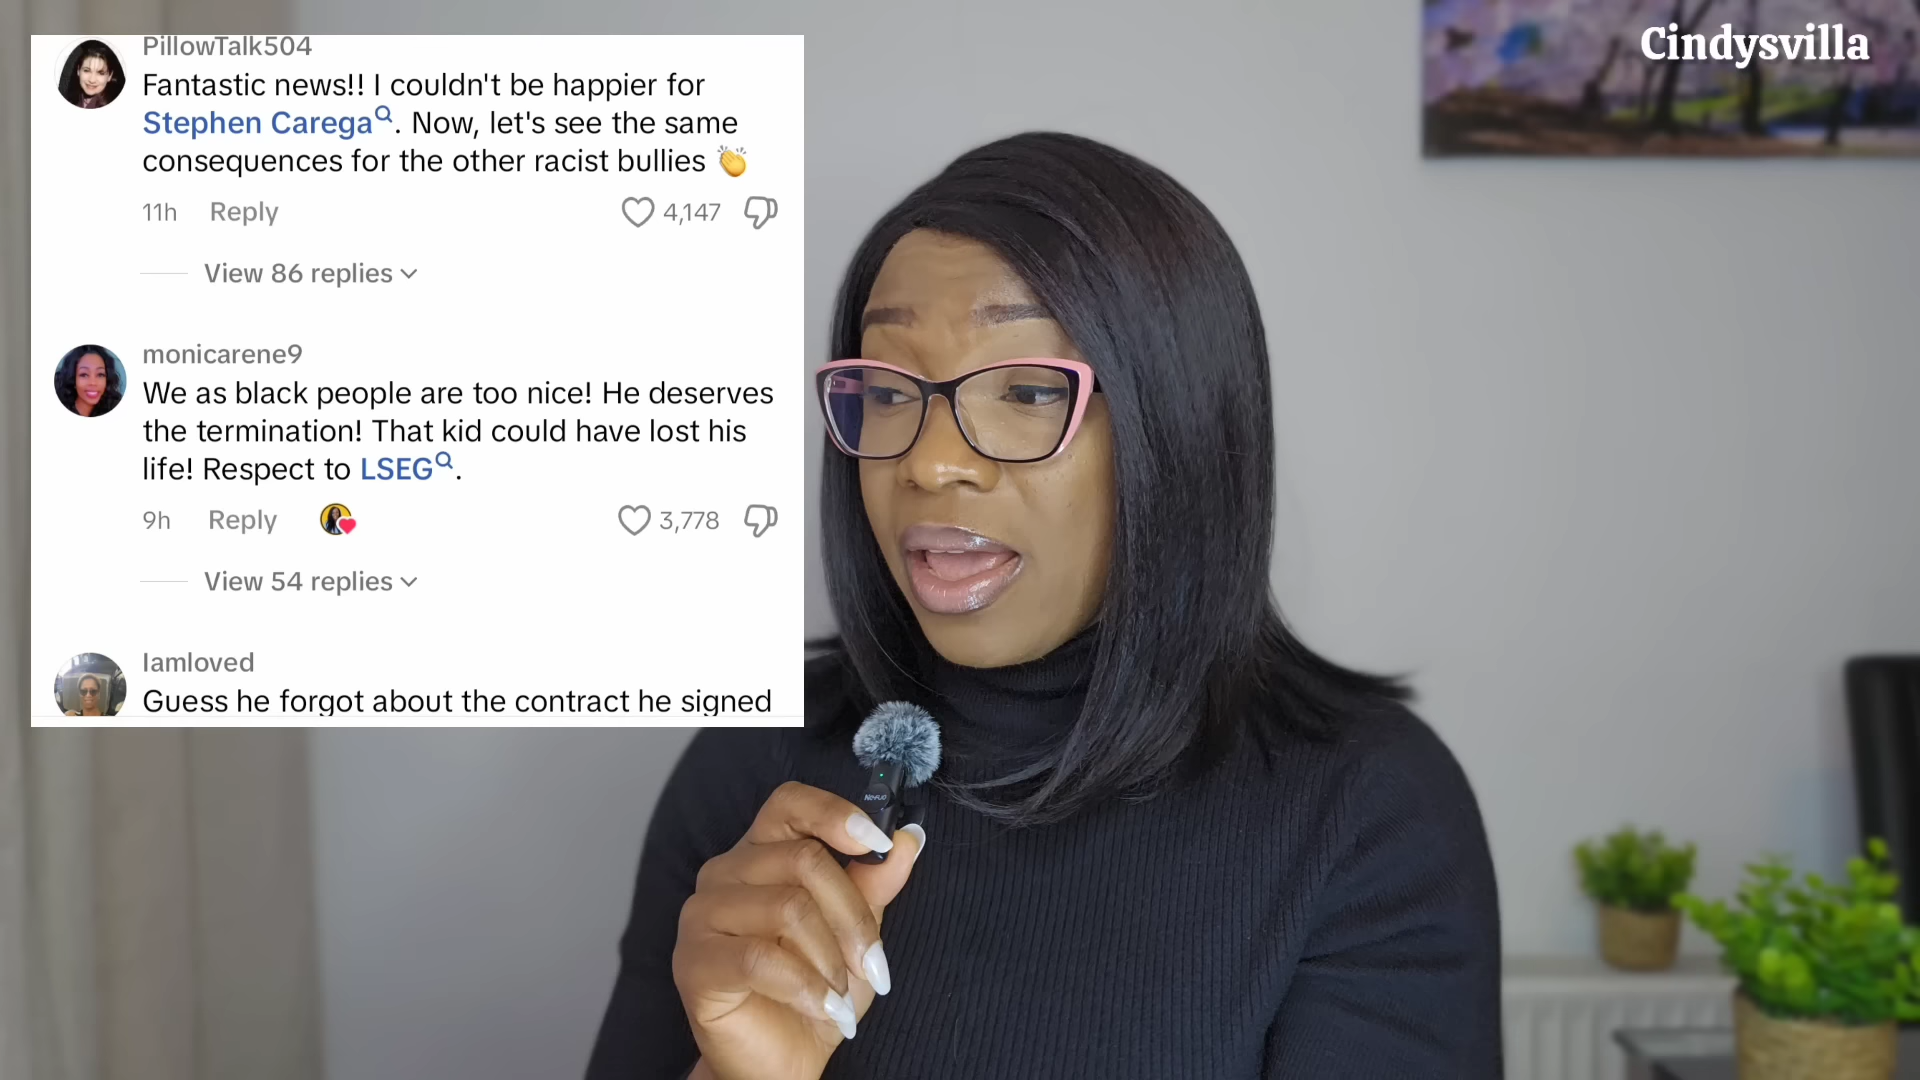 Cindysvilla
PillowTalk504
Fantastic news!! I couldn't be happier for
Stephen Carega. Now, let's see the same
consequences for the other racist bullies
11h Reply 4,147
View 86 replies
monicarene9
We as black people are too nice! He deserves
the termination! That kid could have lost his
life! Respect to LSEG.
9h Reply 3,778
View 54 replies
Iamloved
Guess he forgot about the contract he signed